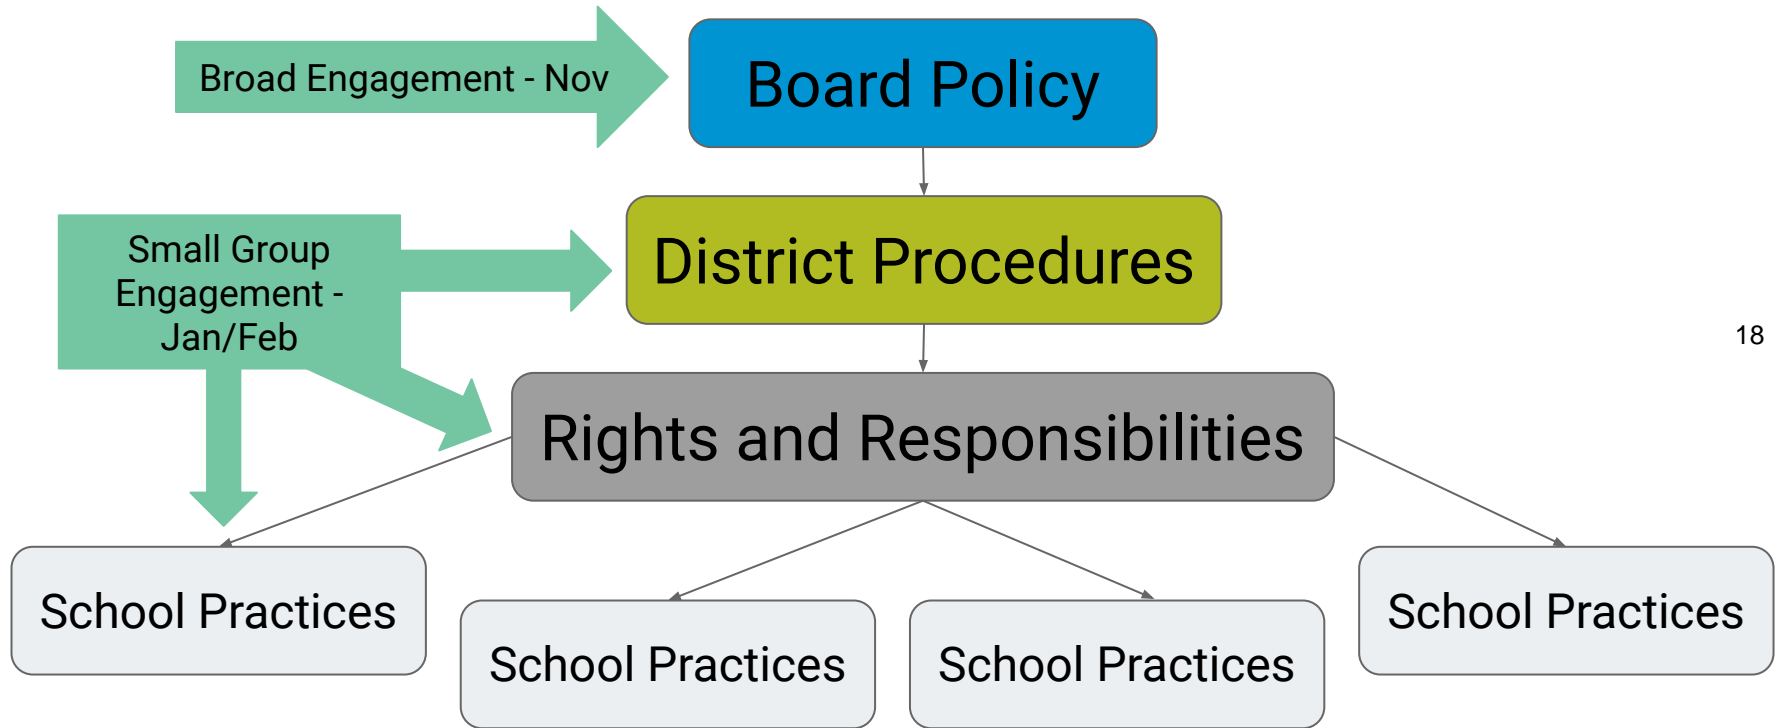 Broad Engagement - Nov
Board Policy
Small Group
Engagement -
Jan/Feb
District Procedures
18
Rights and Responsibilities
School Practices
School Practices
School Practices
School Practices